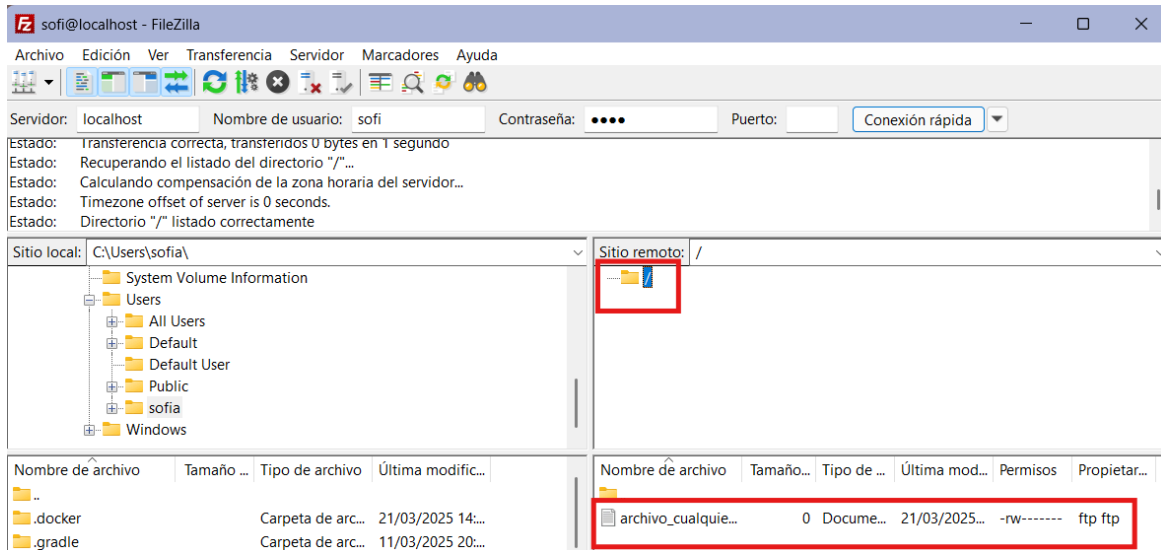 sofi@localhost - FileZilla
Archivo Edición Ver Transferencia Servidor Marcadores Ayuda
Servidor: localhost Nombre de usuario: sofi Contraseña: ●●●● Puerto: Conexión rápida
Estado: Transferencia correcta, transferidos 0 bytes en 1 segundo
Estado: Recuperando el listado del directorio "/"...
Estado: Calculando compensación de la zona horaria del servidor...
Estado: Timezone offset of server is 0 seconds.
Estado: Directorio "/" listado correctamente
Sitio local: C:\Users\sofia\
System Volume Information
Users
All Users
Default
Default User
Public
sofia
Windows
Sitio remoto: /
/
Nombre de archivo Tamaño ... Tipo de archivo Última modific...
..
.docker Carpeta de arc... 21/03/2025 14:...
.gradle Carpeta de arc... 11/03/2025 20:...
Nombre de archivo Tamaño... Tipo de ... Última mod... Permisos Propietar...
archivo_cualquie... 0 Docume... 21/03/2025... -rw------- ftp ftp